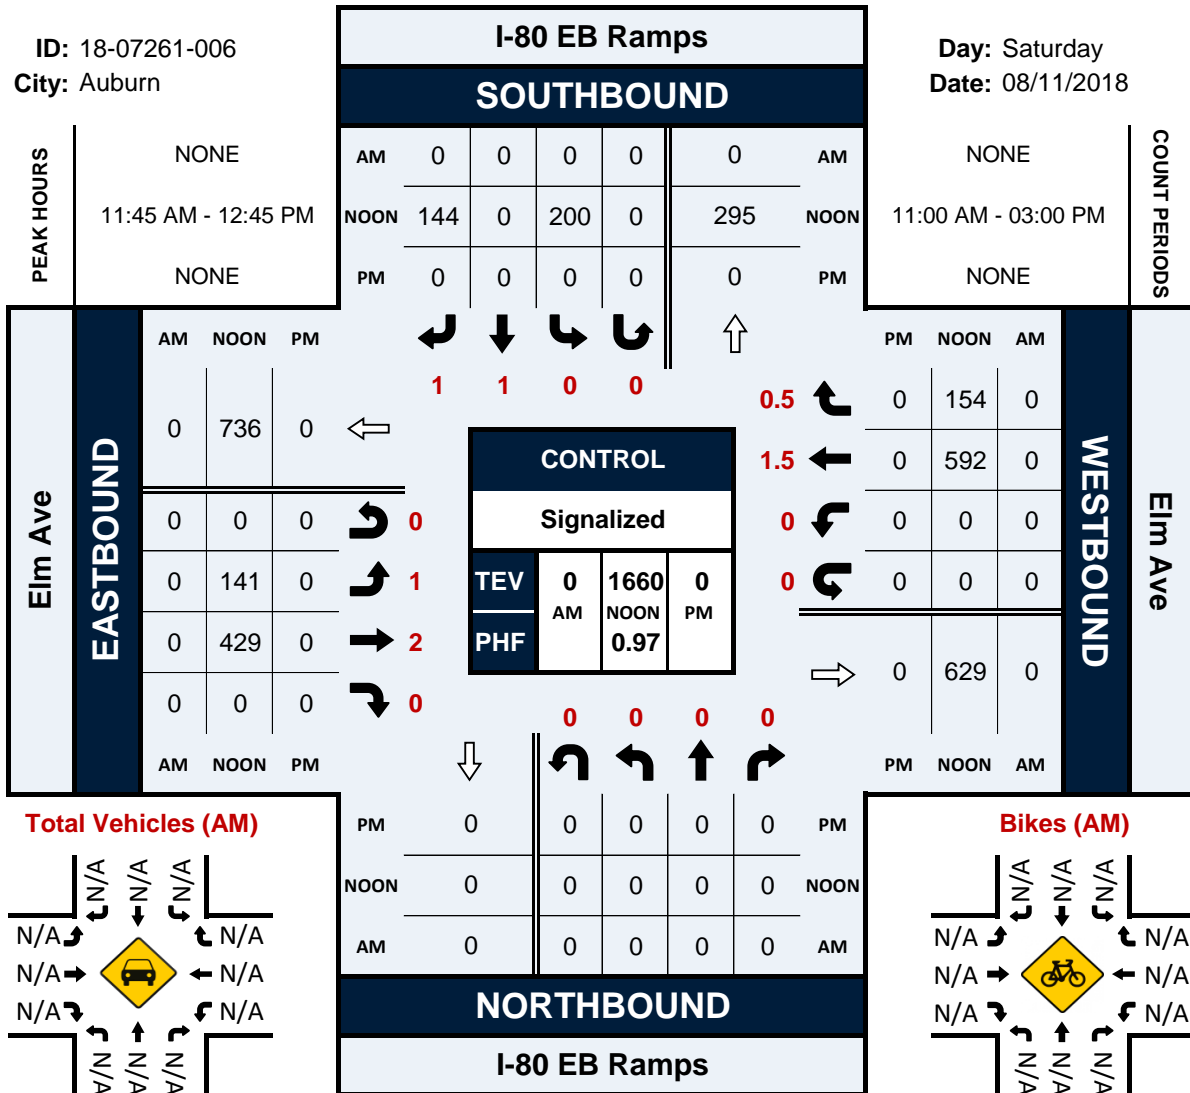 I-80 EB Ramps
ID: 18-07261-006
Day: Saturday
City: Auburn
Date: 08/11/2018
SOUTHBOUND
PEAK HOURS
NONE
AM 0 0 0 0 0 AM
NONE
COUNT PERIODS
11:45 AM - 12:45 PM
NOON 144 0 200 0 295 NOON
11:00 AM - 03:00 PM
NONE
PM 0 0 0 0 0 PM
NONE
AM NOON PM
PM NOON AM
1 1 0 0
0.5 0 154 0
0 736 0
1.5 0 592 0
CONTROL
Signalized
Elm Ave
EASTBOUND
WESTBOUND
Elm Ave
0 0 0 0
0 0 0 0
0 141 0 1
0 0 0 0
TEV 0 1660 0
AM NOON PM
PHF 0.97
0 429 0 2
0 629 0
0 0 0 0
0 0 0 0
AM NOON PM
PM NOON AM
Total Vehicles (AM)
PM 0 0 0 0 0 PM
Bikes (AM)
NOON 0 0 0 0 0 NOON
AM 0 0 0 0 0 AM
N/A N/A N/A
N/A N/A
N/A N/A
N/A N/A
N/A N/A N/A
N/A N/A N/A
N/A N/A
N/A N/A
N/A N/A
N/A N/A N/A
NORTHBOUND
I-80 EB Ramps